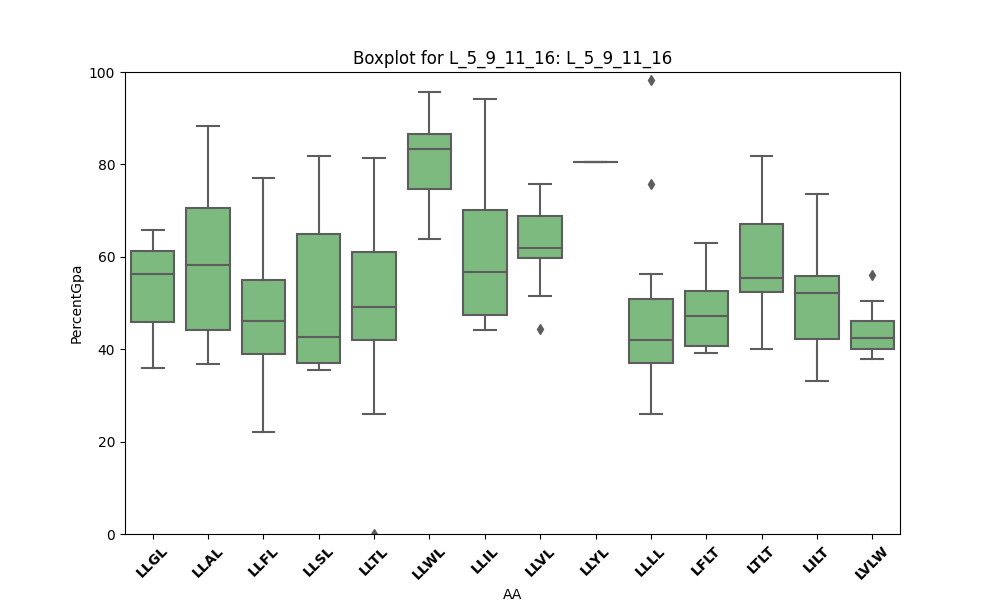 Boxplot for L_5_9_11_16: L_5_9_11_16
100
80
60
40
20
0
PercentGpa
LLGL LLAL LLFL LLSL LLTL LLWL LLIL LLVL LLYL LLLL LFLT LTLT LILT LVLW
AA